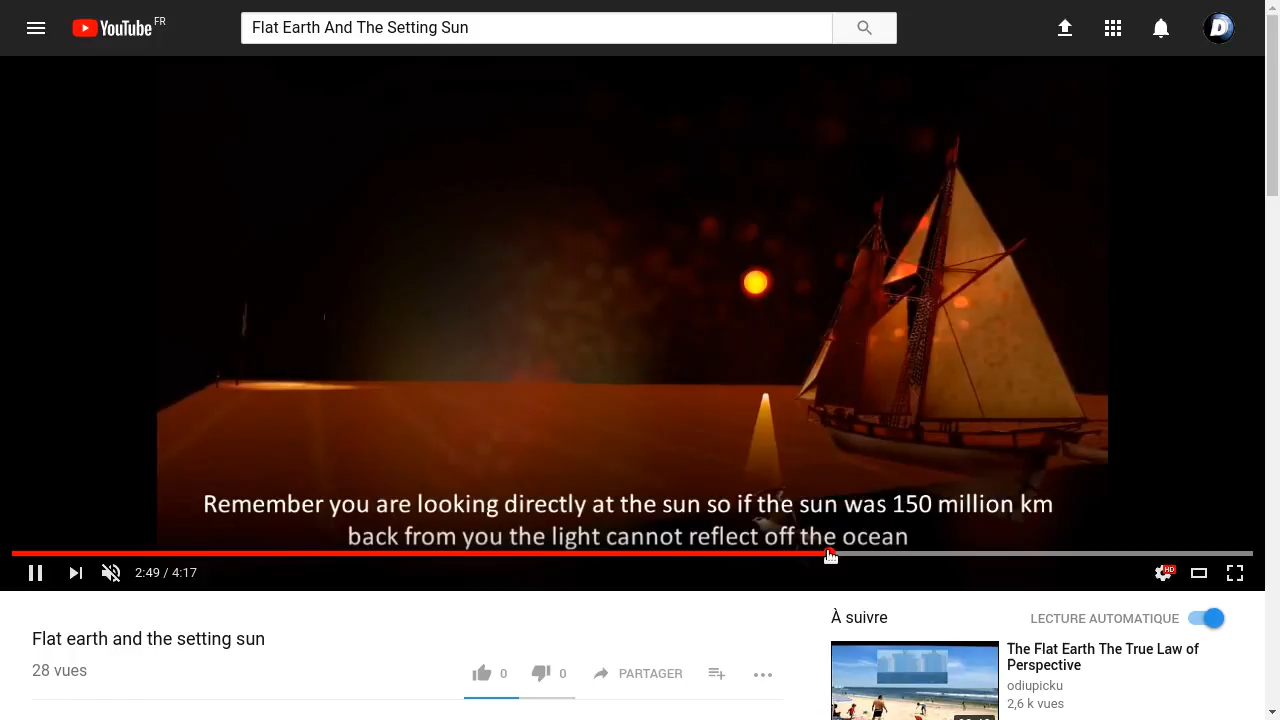 YouTube FR
Flat Earth And The Setting Sun
Remember you are looking directly at the sun so if the sun was 150 million km
back from you the light cannot reflect off the ocean
2:49 / 4:17
HD
Flat earth and the setting sun
28 vues
0
0
PARTAGER
À suivre
LECTURE AUTOMATIQUE
The Flat Earth The True Law of
Perspective
odiupicku
2,6 k vues